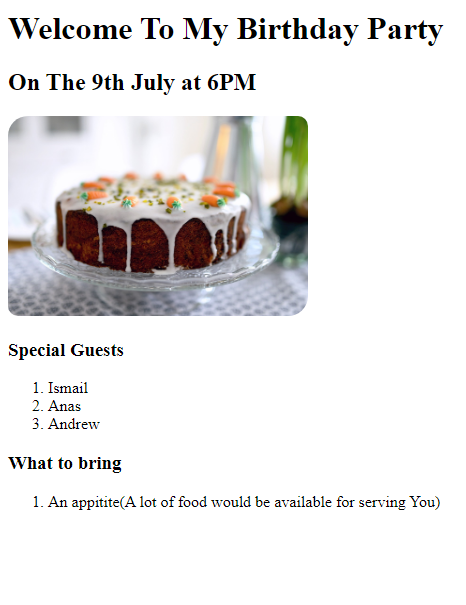 Welcome To My Birthday Party
On The 9th July at 6PM
Special Guests
1. Ismail
2. Anas
3. Andrew
What to bring
1. An appitite(A lot of food would be available for serving You)